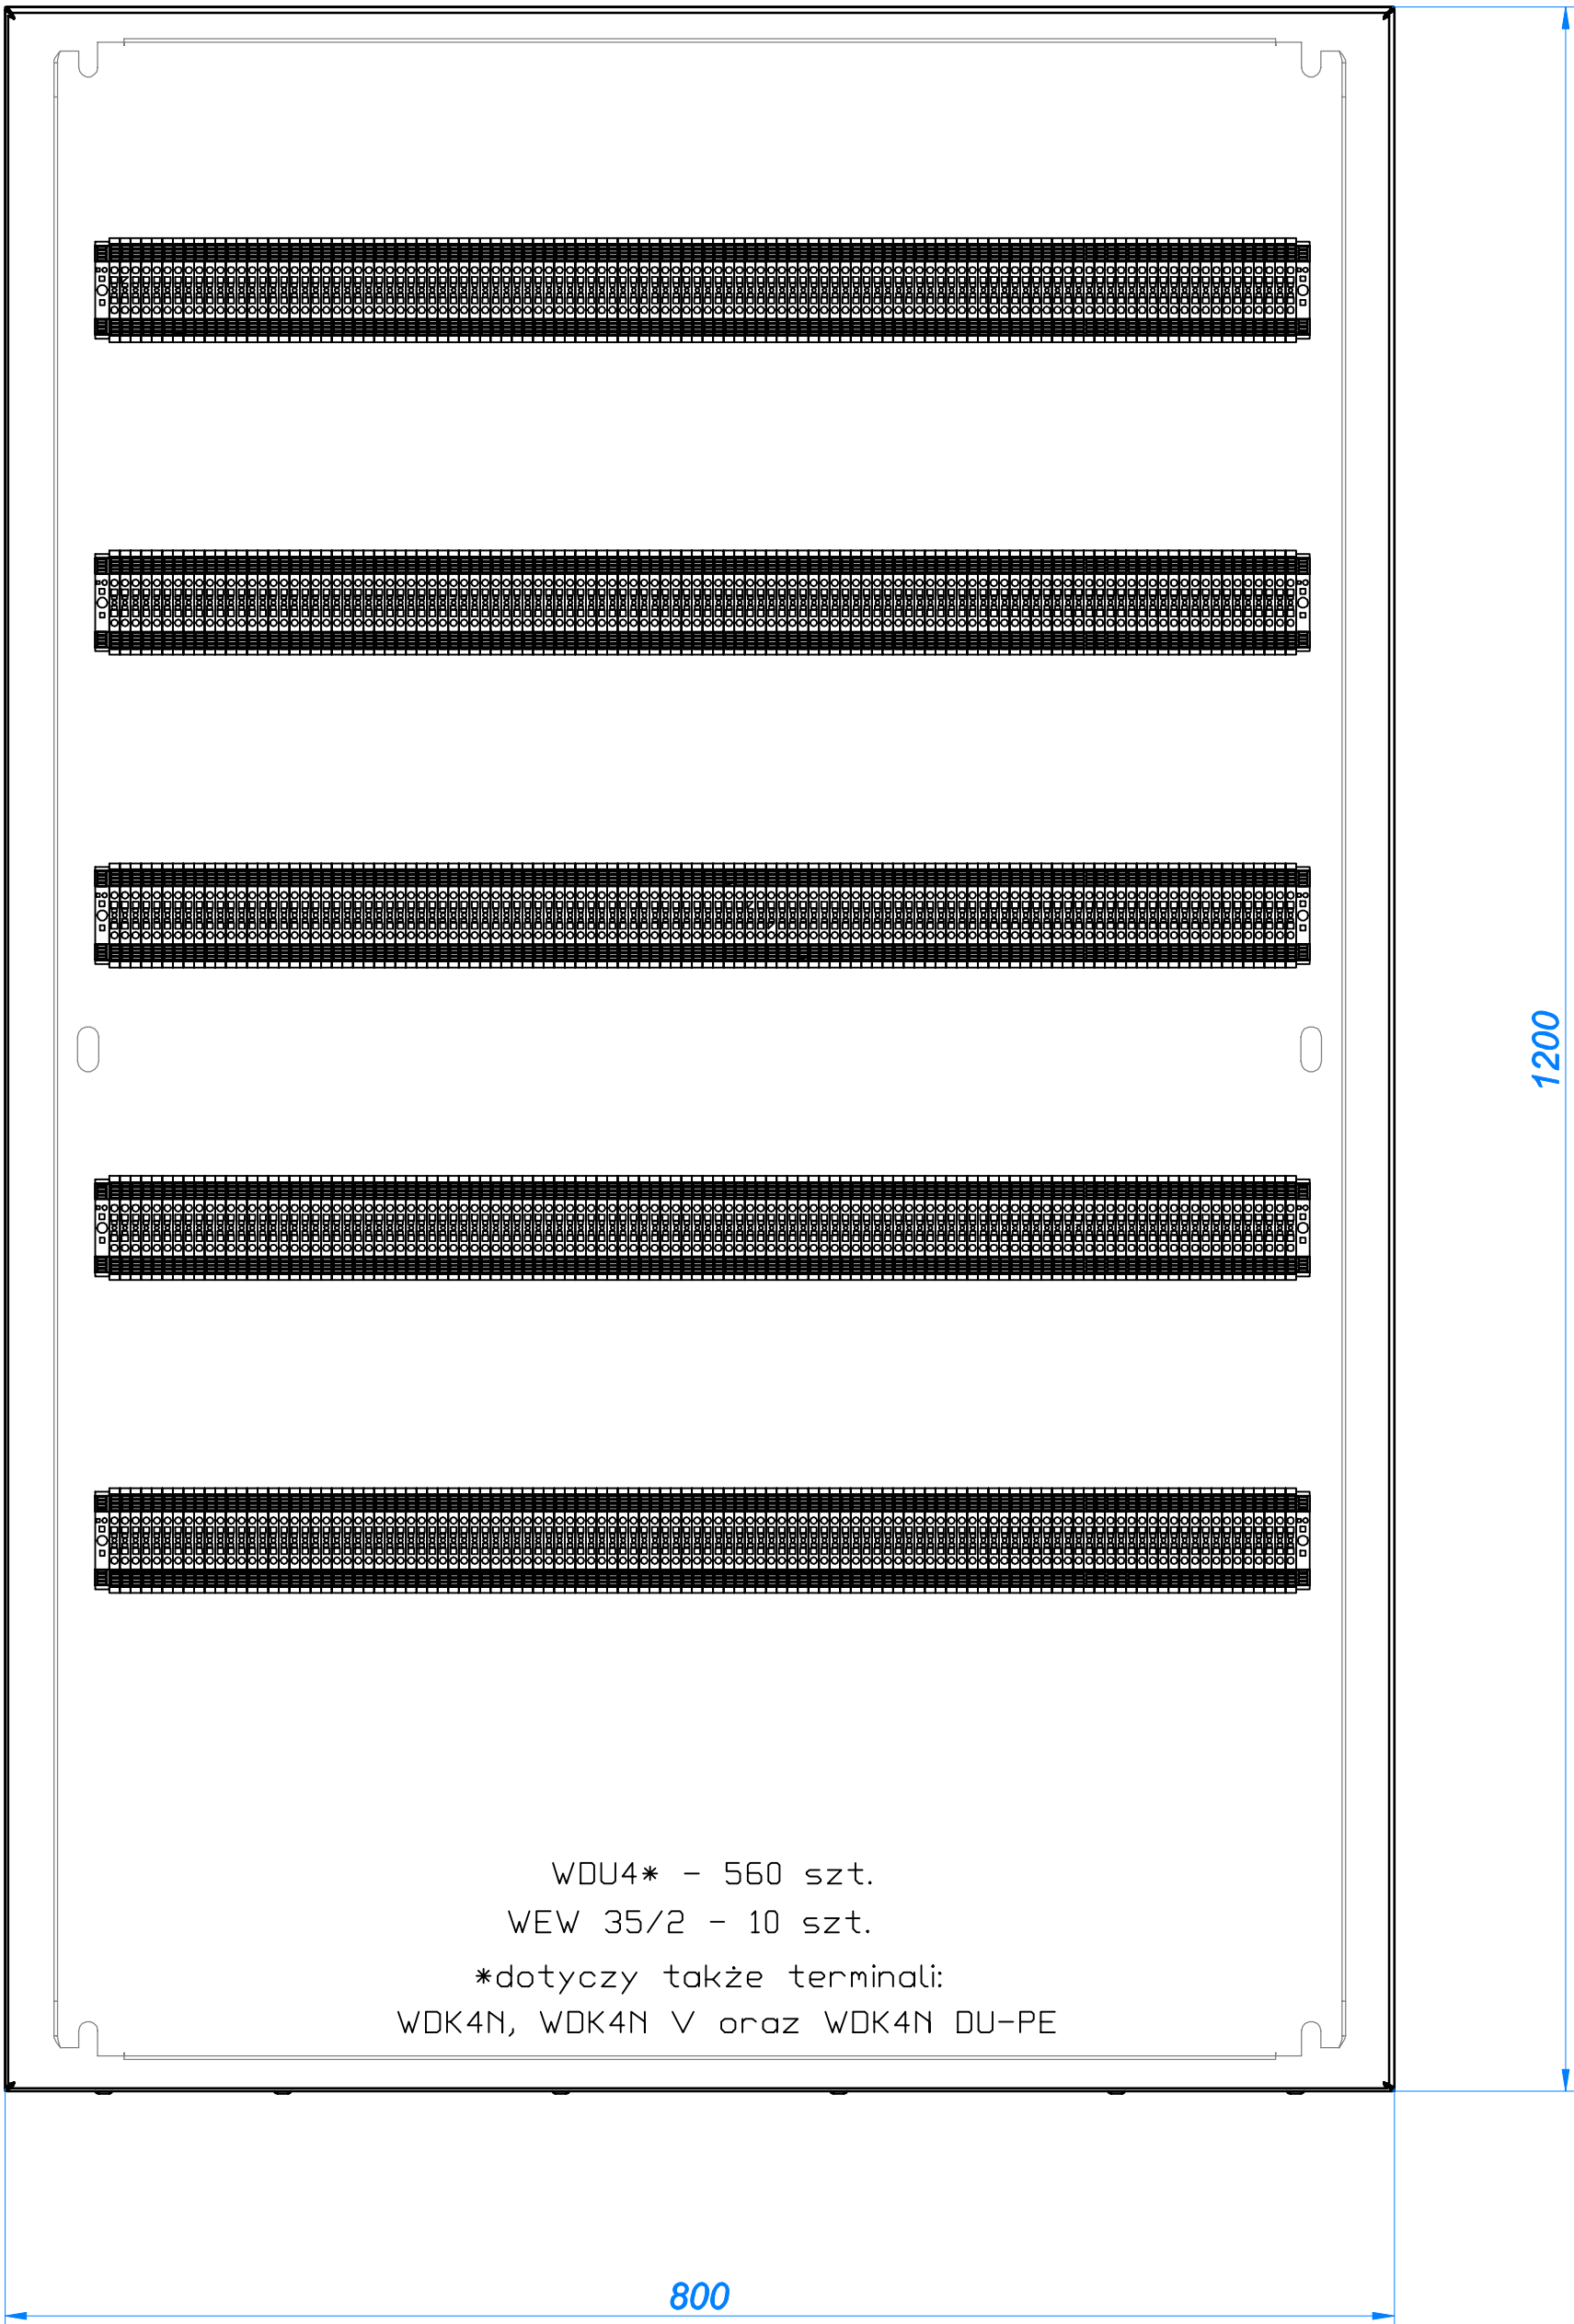 1200
WDU4* - 560 szt.
WEW 35/2 - 10 szt.
*dotyczy także terminali:
WDK4N, WDK4N V oraz WDK4N DU-PE
800